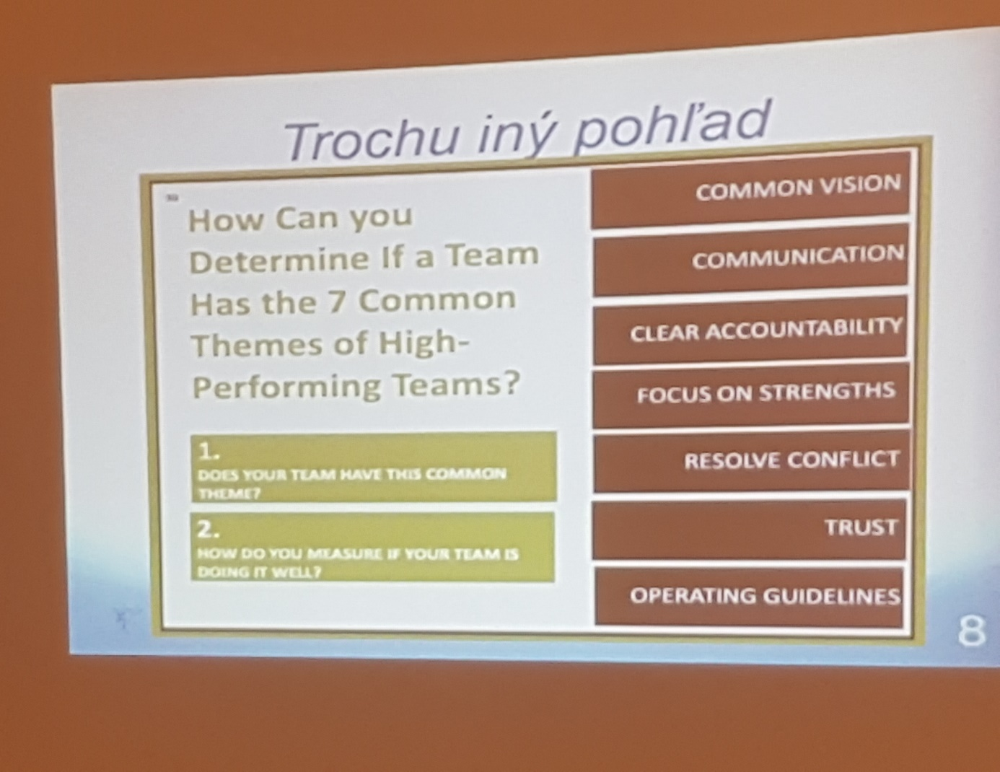 Trochu iný pohľad
How Can you
Determine If a Team
Has the 7 Common
Themes of High-
Performing Teams?
1.
DOES YOUR TEAM HAVE THIS COMMON
THEME?
2.
HOW DO YOU MEASURE IF YOUR TEAM IS
DOING IT WELL?
COMMON VISION
COMMUNICATION
CLEAR ACCOUNTABILITY
FOCUS ON STRENGTHS
RESOLVE CONFLICT
TRUST
OPERATING GUIDELINES
8